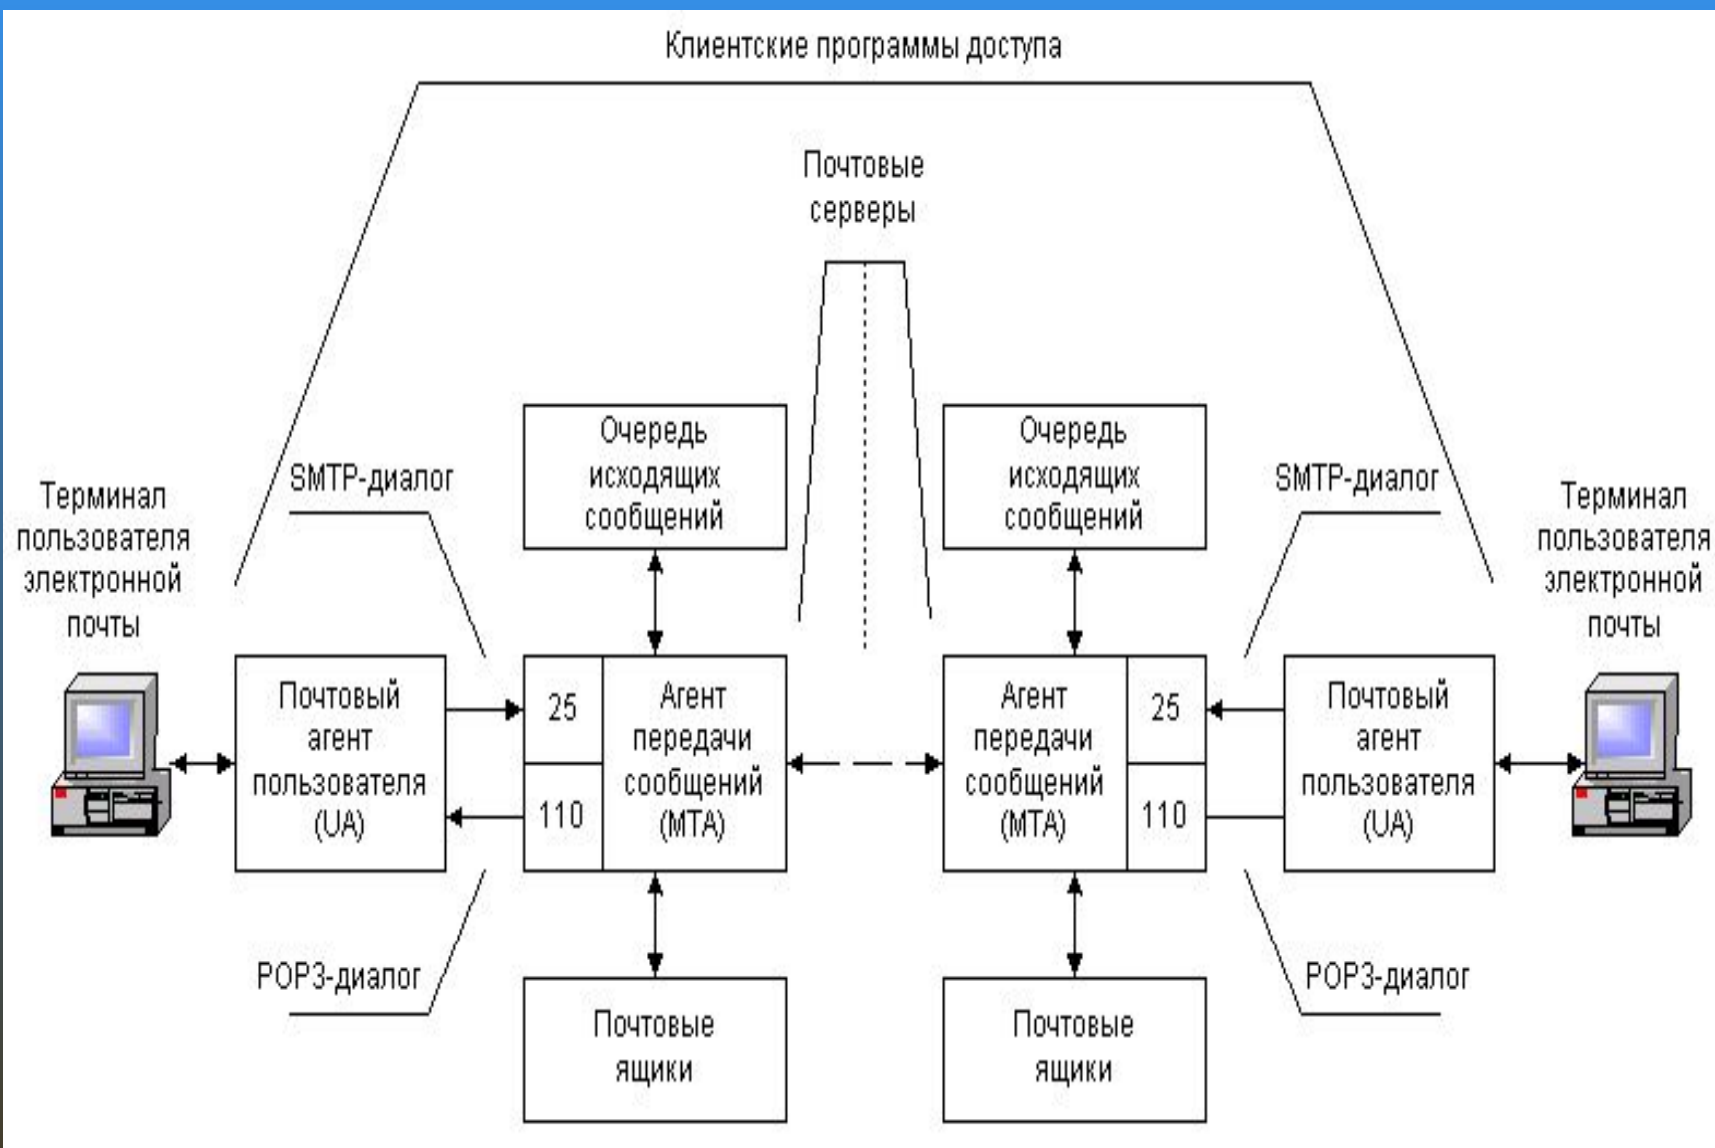 Клиентские программы доступа
Почтовые
серверы
Очередь
исходящих
сообщений
Очередь
исходящих
сообщений
SMTP-диалог
SMTP-диалог
Терминал
пользователя
электронной
почты
Терминал
пользователя
электронной
почты
Почтовый
агент
пользователя
(UA)
25
110
Агент
передачи
сообщений
(MTA)
Агент
передачи
сообщений
(MTA)
25
110
Почтовый
агент
пользователя
(UA)
POP3-диалог
POP3-диалог
Почтовые
ящики
Почтовые
ящики